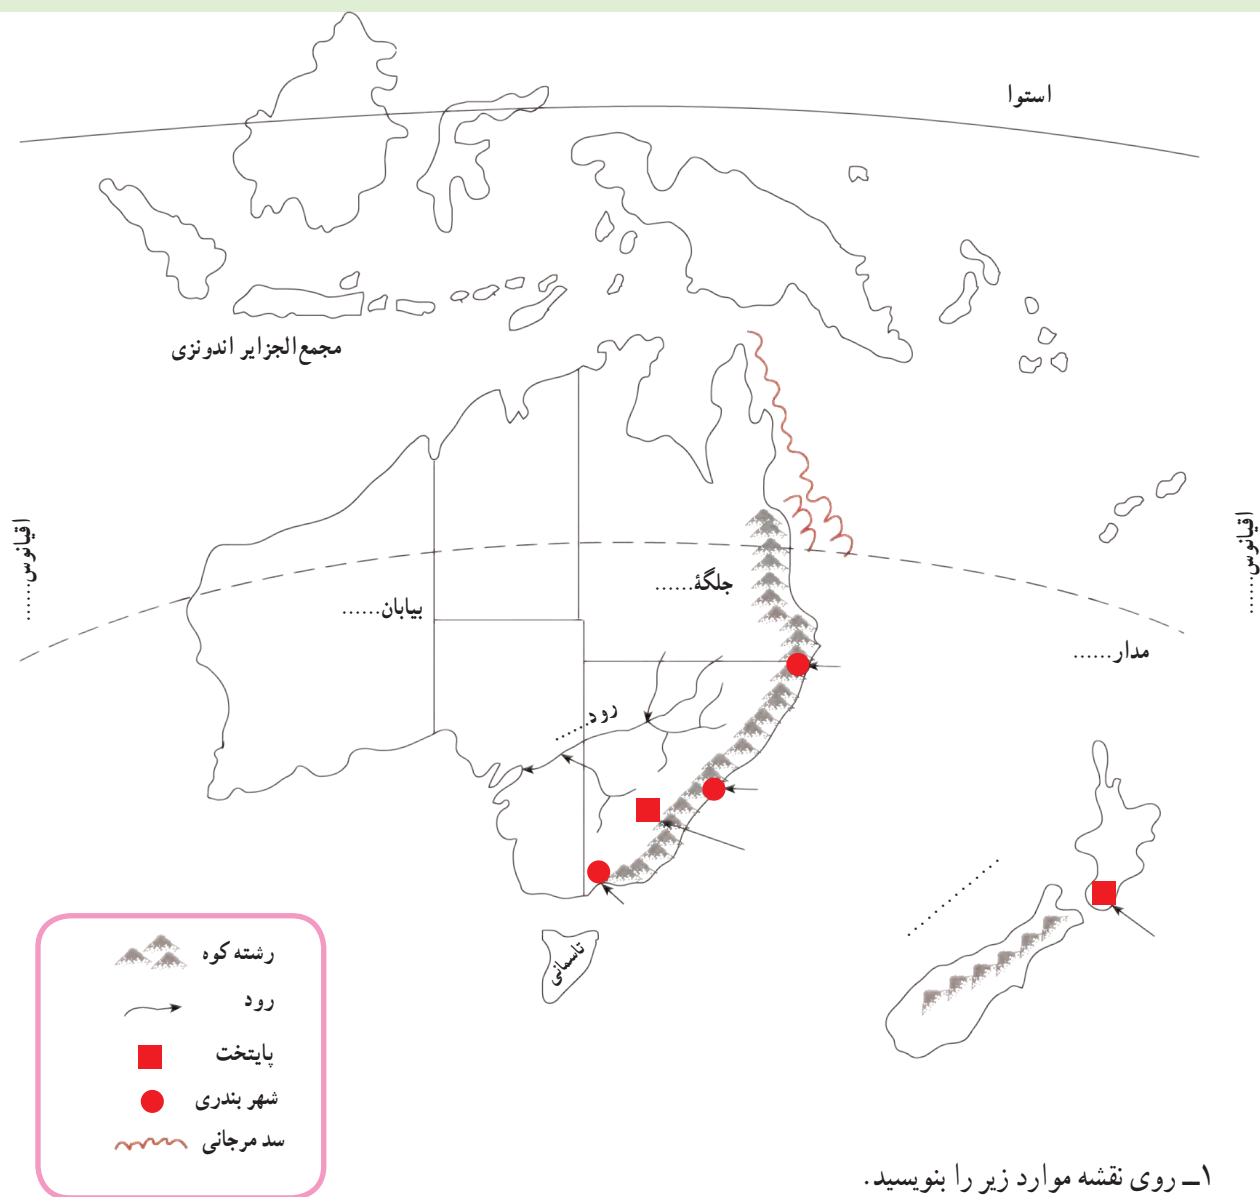 استوا
مجمع‌الجزایر اندونزی
اقیانوس......
اقیانوس......
جلگهٔ......
بیابان......
مدار......
رود......
..............
تاسمانی
رشته کوه
رود
پایتخت
شهر بندری
سد مرجانی
۱ــ روی نقشه موارد زیر را بنویسید.